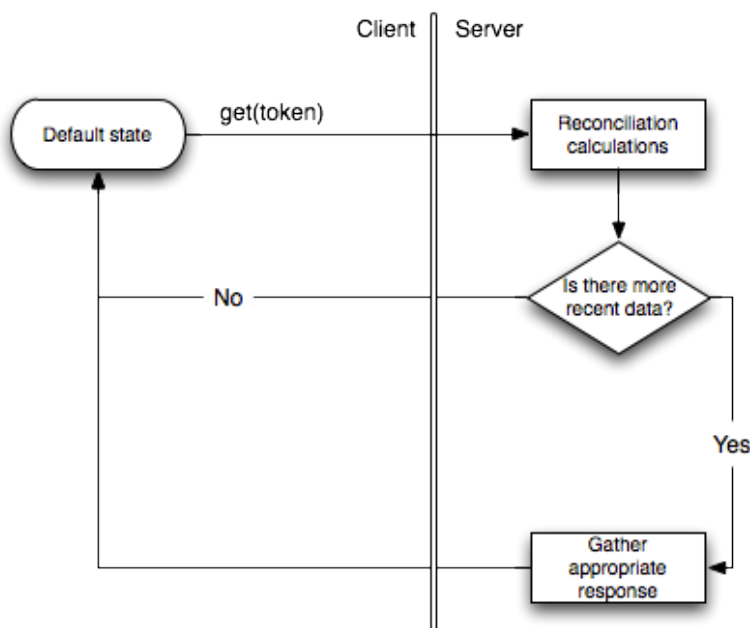 Client
Server
get(token)
Default state
Reconciliation
calculations
Is there more
recent data?
No
Yes
Gather
appropriate
response